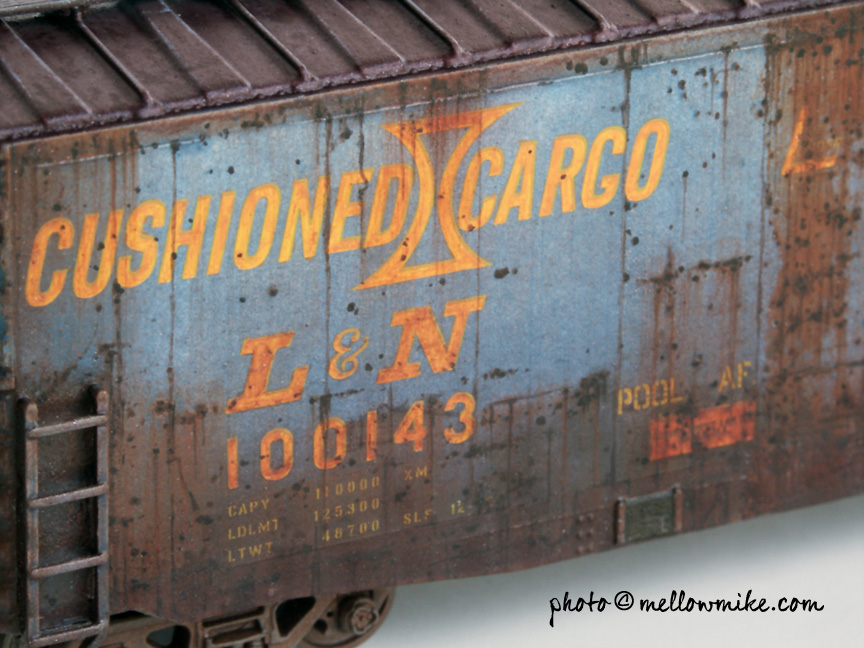 CUSHIONED CARGO
L
L & N
100143
POOL AF
CAPY 110000 XM
LDLMT 125300
LTWT 48700 SLS 12
photo@mellowmike.com